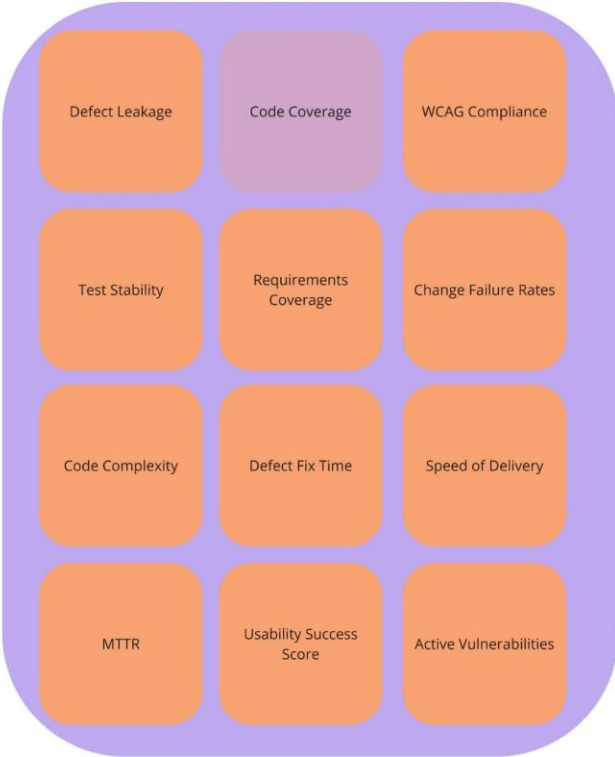 Defect Leakage
Code Coverage
WCAG Compliance
Test Stability
Requirements
Coverage
Change Failure Rates
Code Complexity
Defect Fix Time
Speed of Delivery
MTTR
Usability Success
Score
Active Vulnerabilities